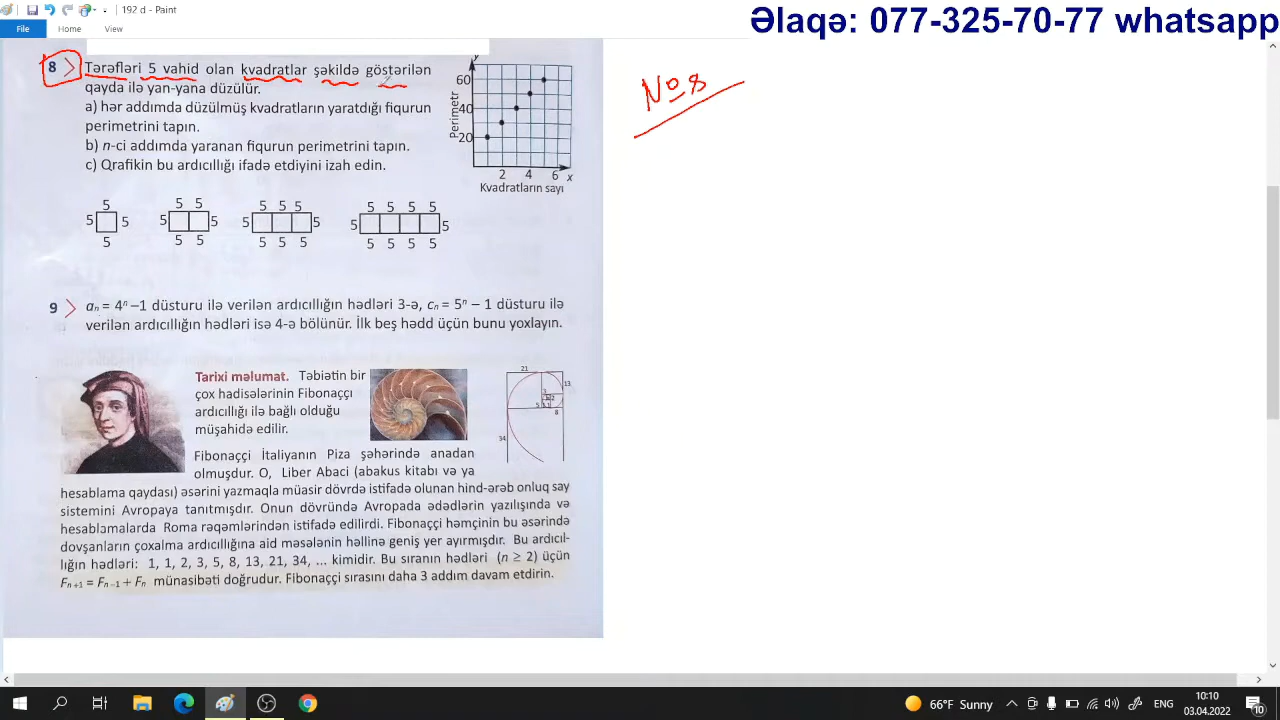 192 d - Paint
Əlaqə: 077-325-70-77 whatsapp
File Home View
8 Tərəfləri 5 vahid olan kvadratlar şəkildə göstərilən
qayda ilə yan-yana düzülür.
a) hər addımda düzülmüş kvadratların yaratdığı fiqurun
perimetrini tapın.
b) n-ci addımda yaranan fiqurun perimetrini tapın.
c) Qrafikin bu ardıcıllığı ifadə etdiyini izah edin.
y
60
40
20
Perimetr
2 4 6 x
Kvadratların sayı
№ 8
5 5 5 5 5 5 5 5 5 5
5 5 5 5 5 5 5 5
5 5 5 5 5 5 5 5 5 5
9 aₙ = 4ⁿ –1 düsturu ilə verilən ardıcıllığın hədləri 3-ə, cₙ = 5ⁿ – 1 düsturu ilə
verilən ardıcıllığın hədləri isə 4-ə bölünür. İlk beş hədd üçün bunu yoxlayın.
Tarixi məlumat. Təbiətin bir
çox hadisələrinin Fibonaççı
ardıcıllığı ilə bağlı olduğu
müşahidə edilir.
21
13
5
8
34
Fibonaççi İtaliyanın Piza şəhərində anadan
olmuşdur. O, Liber Abaci (abakus kitabı və ya
hesablama qaydası) əsərini yazmaqla müasir dövrdə istifadə olunan hind-ərəb onluq say
sistemini Avropaya tanıtmışdır. Onun dövründə Avropada ədədlərin yazılışında və
hesablamalarda Roma rəqəmlərindən istifadə edilirdi. Fibonaççi həmçinin bu əsərində
dovşanların çoxalma ardıcıllığına aid məsələnin həllinə geniş yer ayırmışdır. Bu ardıcıl-
lığın hədləri: 1, 1, 2, 3, 5, 8, 13, 21, 34, ... kimidir. Bu sıranın hədləri (n ≥ 2) üçün
Fₙ₊₁ = Fₙ₋₁ + Fₙ münasibəti doğrudur. Fibonaççi sırasını daha 3 addım davam etdirin.
66°F Sunny ENG 10:10
03.04.2022
10